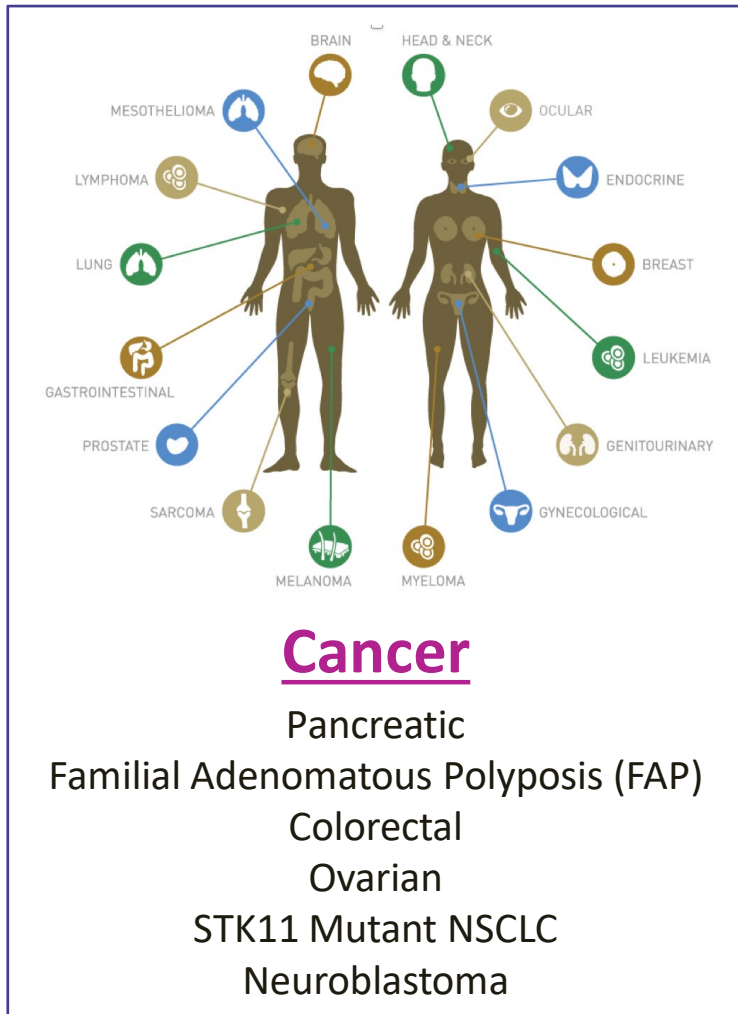 BRAIN
HEAD & NECK
MESOTHELIOMA
OCULAR
LYMPHOMA
ENDOCRINE
LUNG
BREAST
GASTROINTESTINAL
LEUKEMIA
PROSTATE
GENITOURINARY
SARCOMA
GYNECOLOGICAL
MELANOMA
MYELOMA
Cancer
Pancreatic
Familial Adenomatous Polyposis (FAP)
Colorectal
Ovarian
STK11 Mutant NSCLC
Neuroblastoma